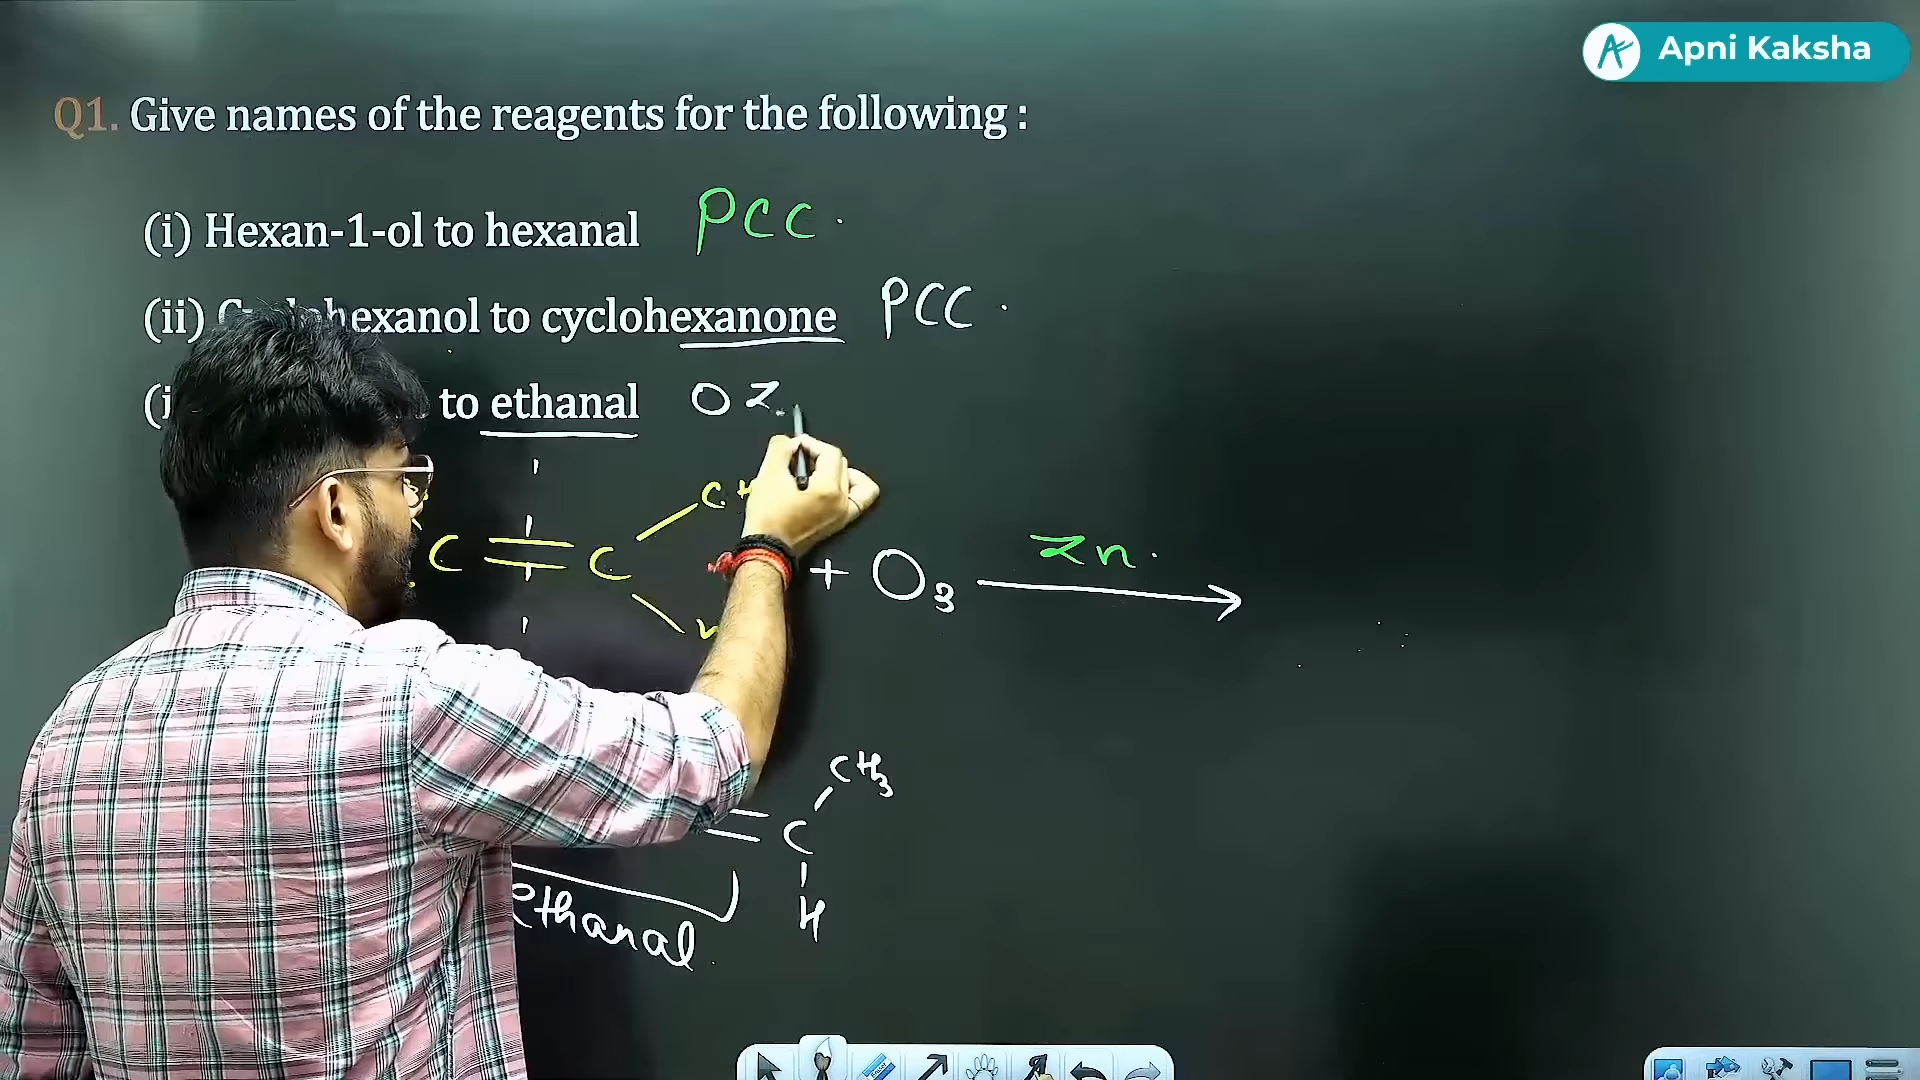 Apni Kaksha
Q1. Give names of the reagents for the following :
(i) Hexan-1-ol to hexanal PCC.
(ii) hexanol to cyclohexanone PCC.
to ethanal OZ
C = C + O3 Zn.
CH3
= C
H
ethanal